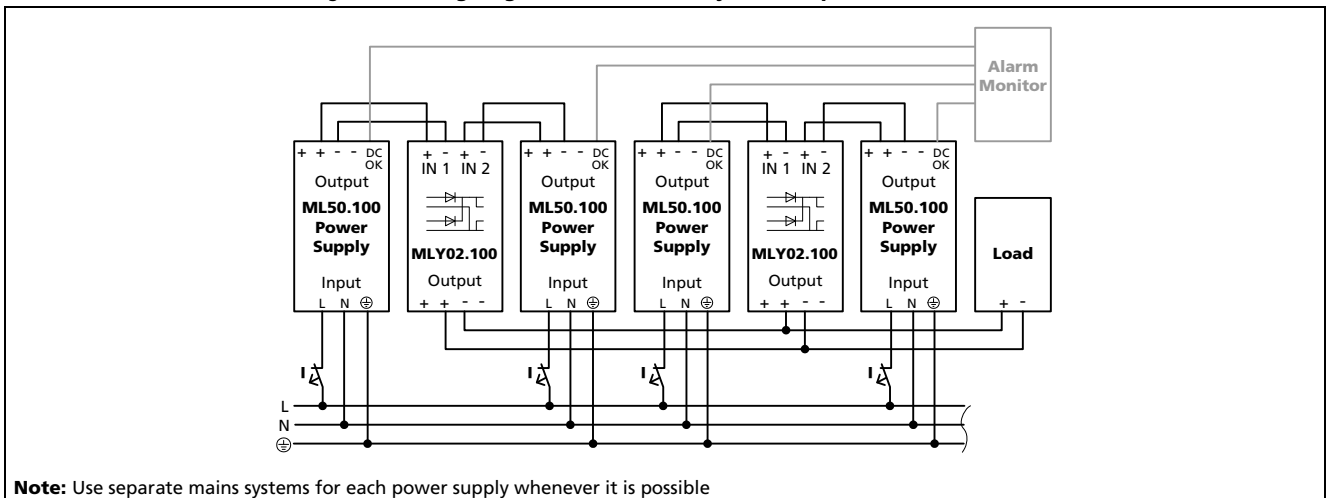 Alarm
Monitor
+ + - - DC
OK
Output
ML50.100
Power
Supply
Input
L N
+ - + -
IN 1 IN 2
MLY02.100
Output
+ + - -
+ + - - DC
OK
Output
ML50.100
Power
Supply
Input
L N
+ + - - DC
OK
Output
ML50.100
Power
Supply
Input
L N
+ - + -
IN 1 IN 2
MLY02.100
Output
+ + - -
+ + - - DC
OK
Output
ML50.100
Power
Supply
Input
L N
Load
+ -
I
I
I
I
L
N
Note: Use separate mains systems for each power supply whenever it is possible